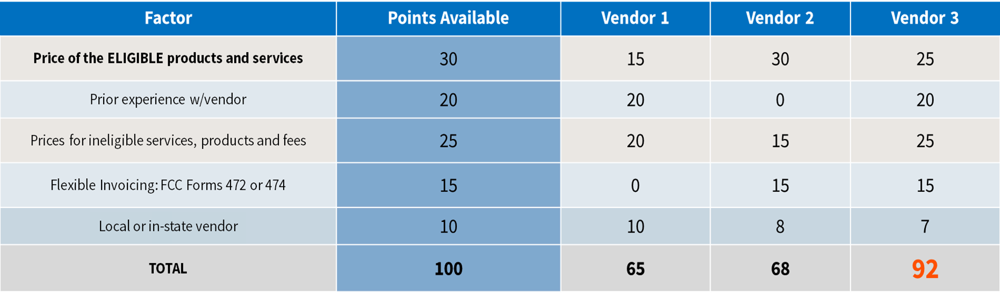 Factor Points Available Vendor 1 Vendor 2 Vendor 3
Price of the ELIGIBLE products and services 30 15 30 25
Prior experience w/vendor 20 20 0 20
Prices for ineligible services, products and fees 25 20 15 25
Flexible Invoicing: FCC Forms 472 or 474 15 0 15 15
Local or in-state vendor 10 10 8 7
TOTAL 100 65 68 92